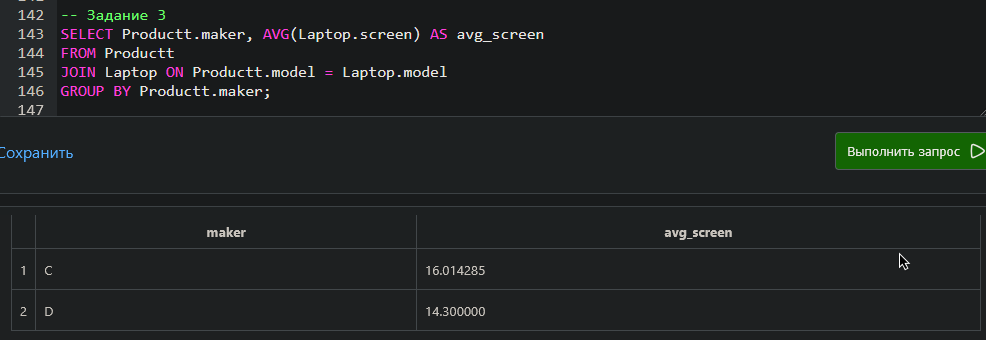 142 -- Задание 3
143 SELECT Productt.maker, AVG(Laptop.screen) AS avg_screen
144 FROM Productt
145 JOIN Laptop ON Productt.model = Laptop.model
146 GROUP BY Productt.maker;
147
Сохранить
Выполнить запрос
maker avg_screen
1 C 16.014285
2 D 14.300000